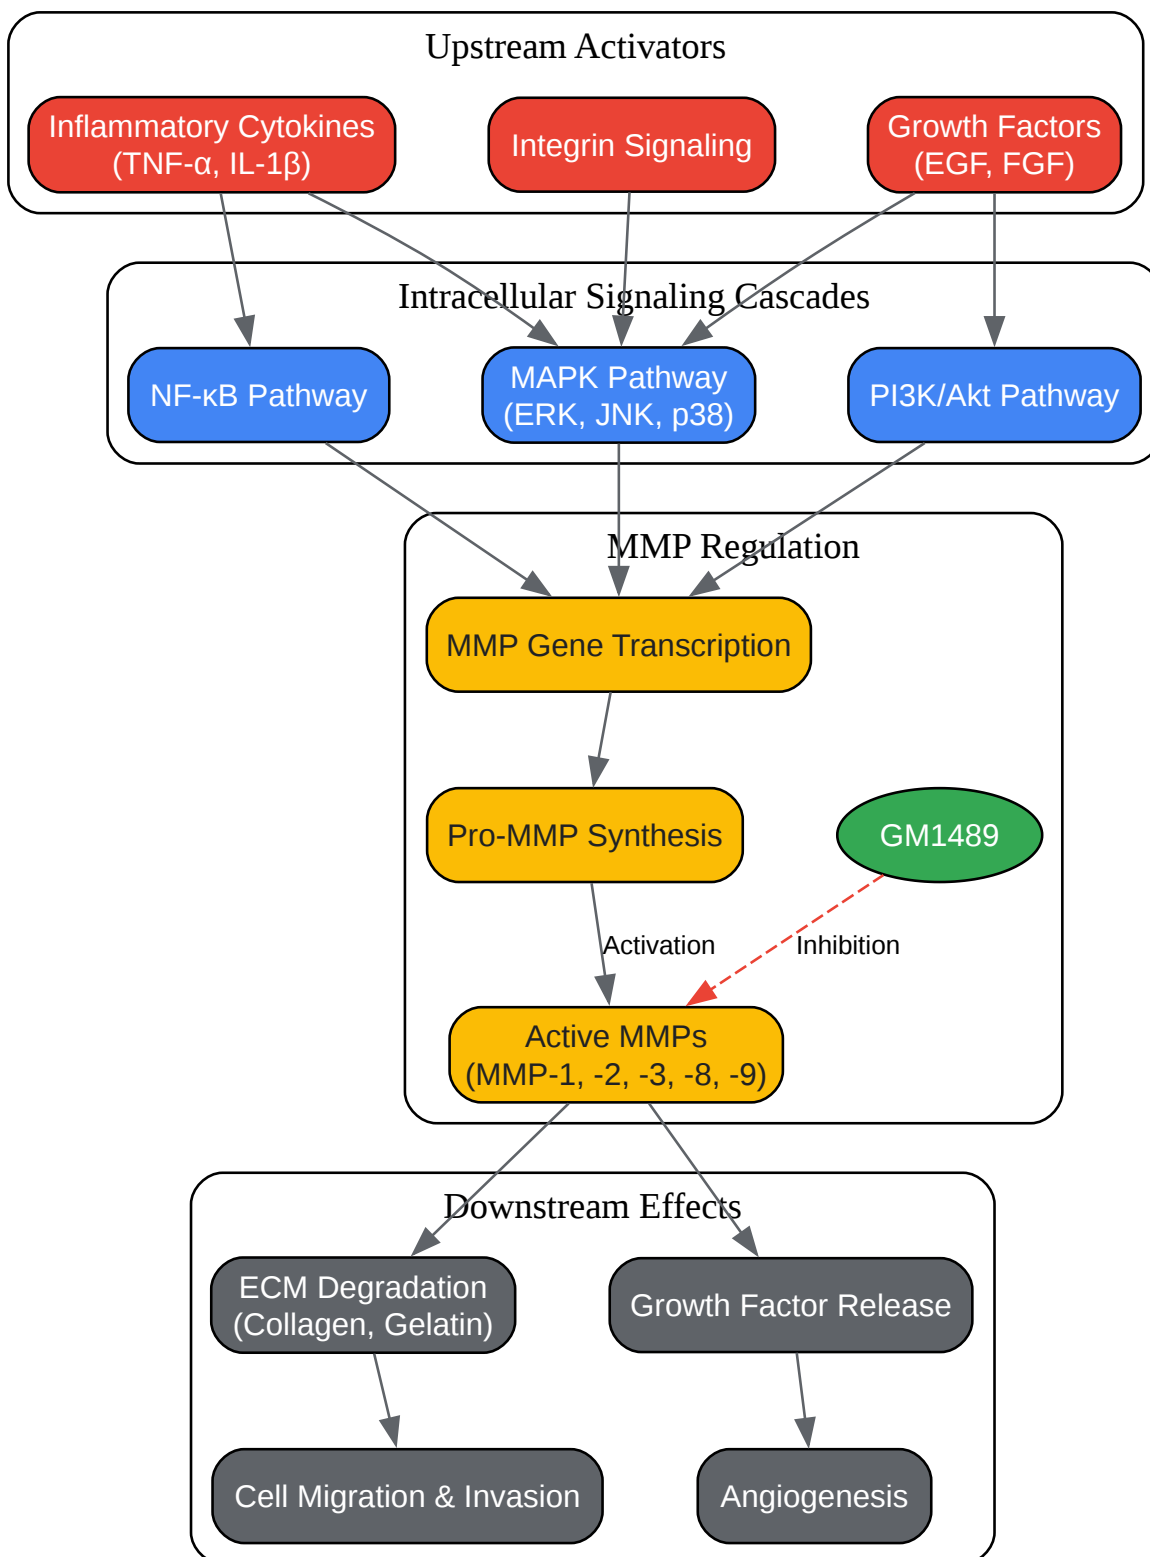 Upstream Activators
Inflammatory Cytokines
(TNF-α, IL-1β)
Integrin Signaling
Growth Factors
(EGF, FGF)
Intracellular Signaling Cascades
NF-κB Pathway
MAPK Pathway
(ERK, JNK, p38)
PI3K/Akt Pathway
MMP Regulation
MMP Gene Transcription
Pro-MMP Synthesis
GM1489
Activation
Inhibition
Active MMPs
(MMP-1, -2, -3, -8, -9)
Downstream Effects
ECM Degradation
(Collagen, Gelatin)
Growth Factor Release
Cell Migration & Invasion
Angiogenesis